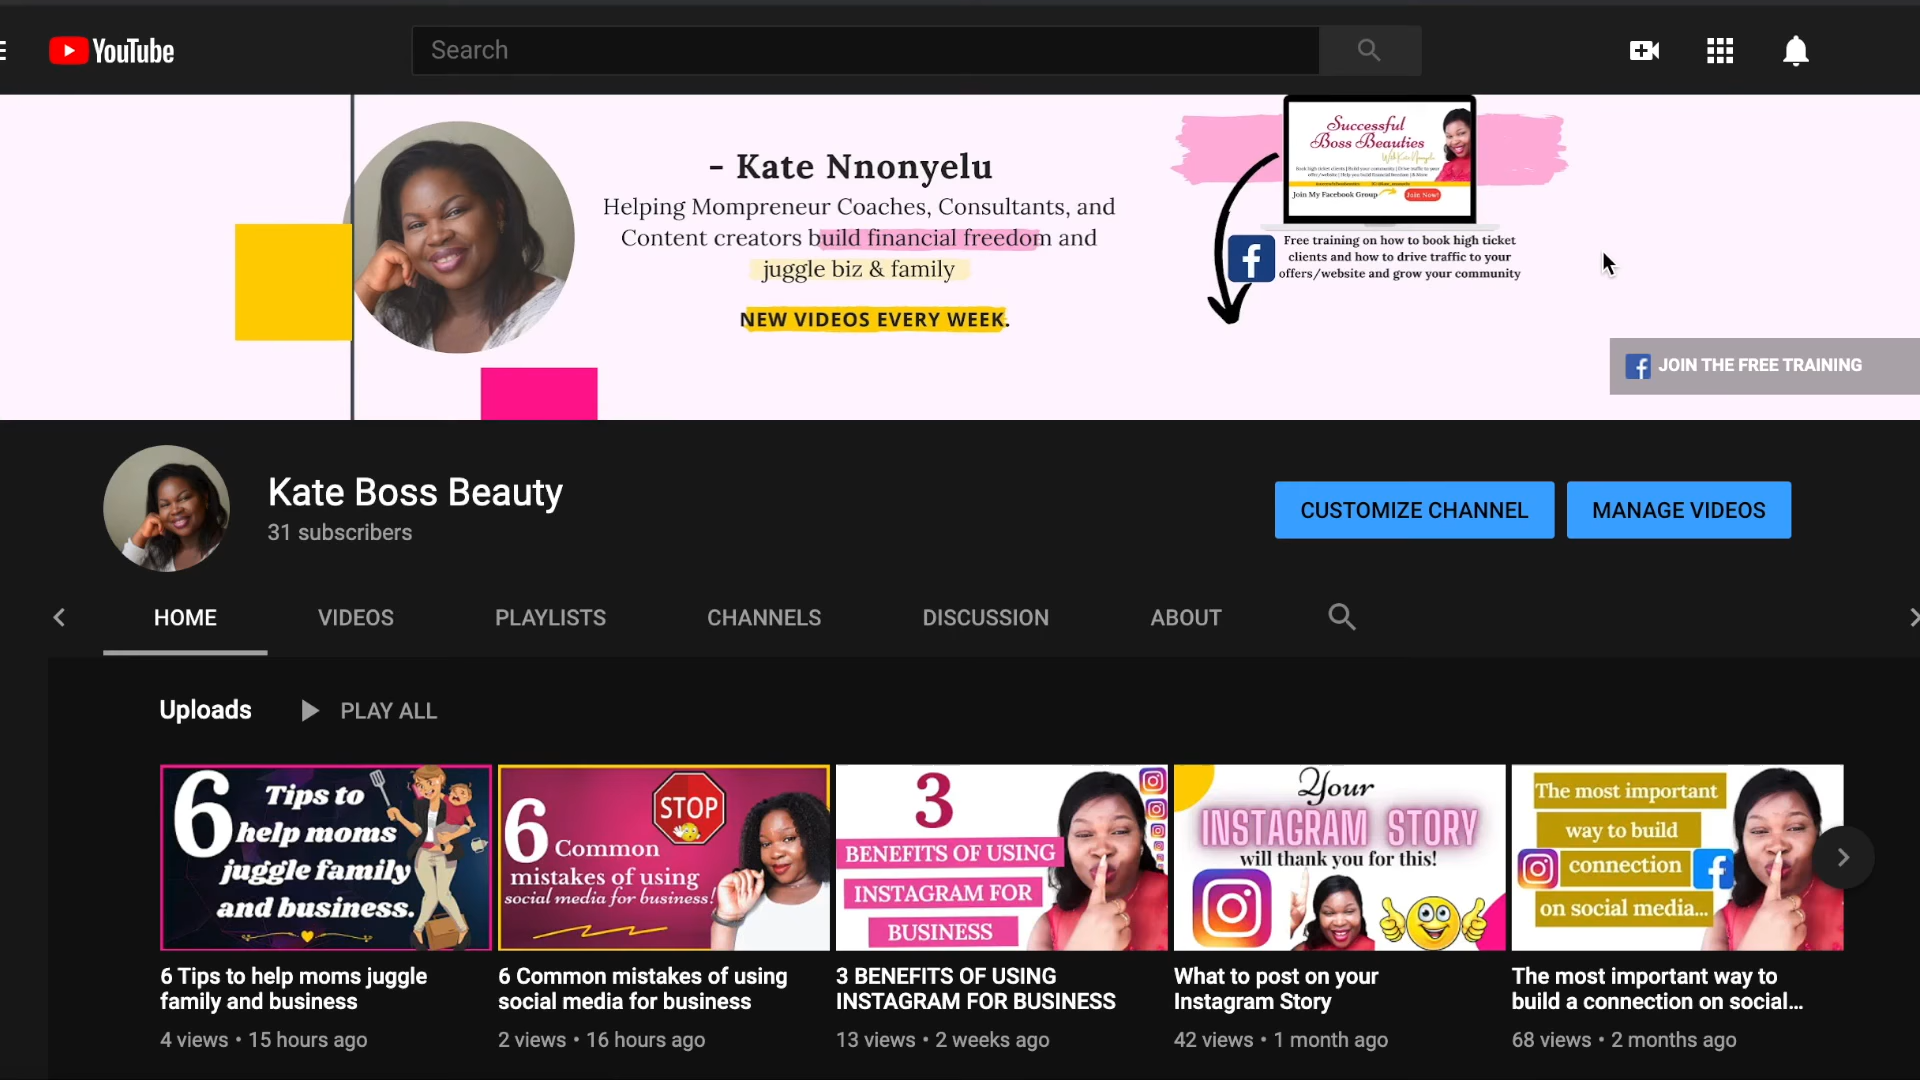 YouTube
Search
- Kate Nnonyelu
Helping Mompreneur Coaches, Consultants, and
Content creators build financial freedom and
juggle biz & family
NEW VIDEOS EVERY WEEK.
Successful
Boss Beauties
With Kate Nnonyelu
Join My Facebook Group
Join Now!
Free training on how to book high ticket
clients and how to drive traffic to your
offers/website and grow your community
JOIN THE FREE TRAINING
Kate Boss Beauty
31 subscribers
CUSTOMIZE CHANNEL
MANAGE VIDEOS
HOME
VIDEOS
PLAYLISTS
CHANNELS
DISCUSSION
ABOUT
Uploads
PLAY ALL
6
Tips to
help moms
juggle family
and business.
6
STOP
Common
mistakes of using
social media for business!
3
BENEFITS OF USING
INSTAGRAM FOR
BUSINESS
Your
INSTAGRAM STORY
will thank you for this!
The most important
way to build
connection
on social media...
6 Tips to help moms juggle
family and business
4 views • 15 hours ago
6 Common mistakes of using
social media for business
2 views • 16 hours ago
3 BENEFITS OF USING
INSTAGRAM FOR BUSINESS
13 views • 2 weeks ago
What to post on your
Instagram Story
42 views • 1 month ago
The most important way to
build a connection on social...
68 views • 2 months ago